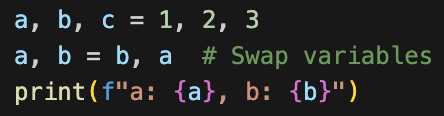 a, b, c = 1, 2, 3
a, b = b, a  # Swap variables
print(f"a: {a}, b: {b}")